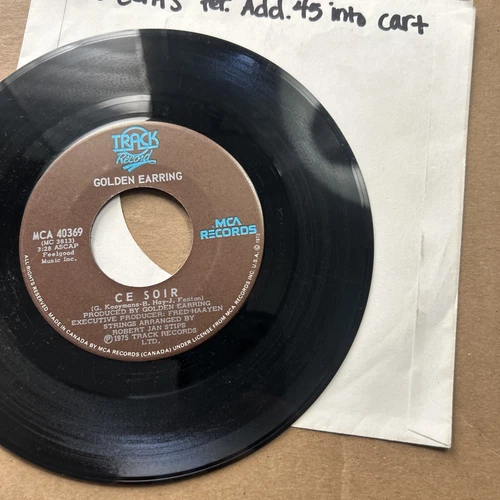 Add .45 into cart
TRACK
Record
GOLDEN EARRING
MCA 40369
(MC 3813)
3:28 ASCAP
Feelgood
Music Inc.
MCA
RECORDS
CE SOIR
(G. Kooymans-B. Hay-J. Fenton)
PRODUCED BY GOLDEN EARRING
EXECUTIVE PRODUCER: FRED HAAYEN
STRINGS ARRANGED BY
ROBERT JAN STIPS
Ⓟ1975 TRACK RECORDS
LTD.
ALL RIGHTS RESERVED. MADE IN CANADA BY MCA RECORDS (CANADA) UNDER LICENSE FROM MCA RECORDS INC. U.S.A.